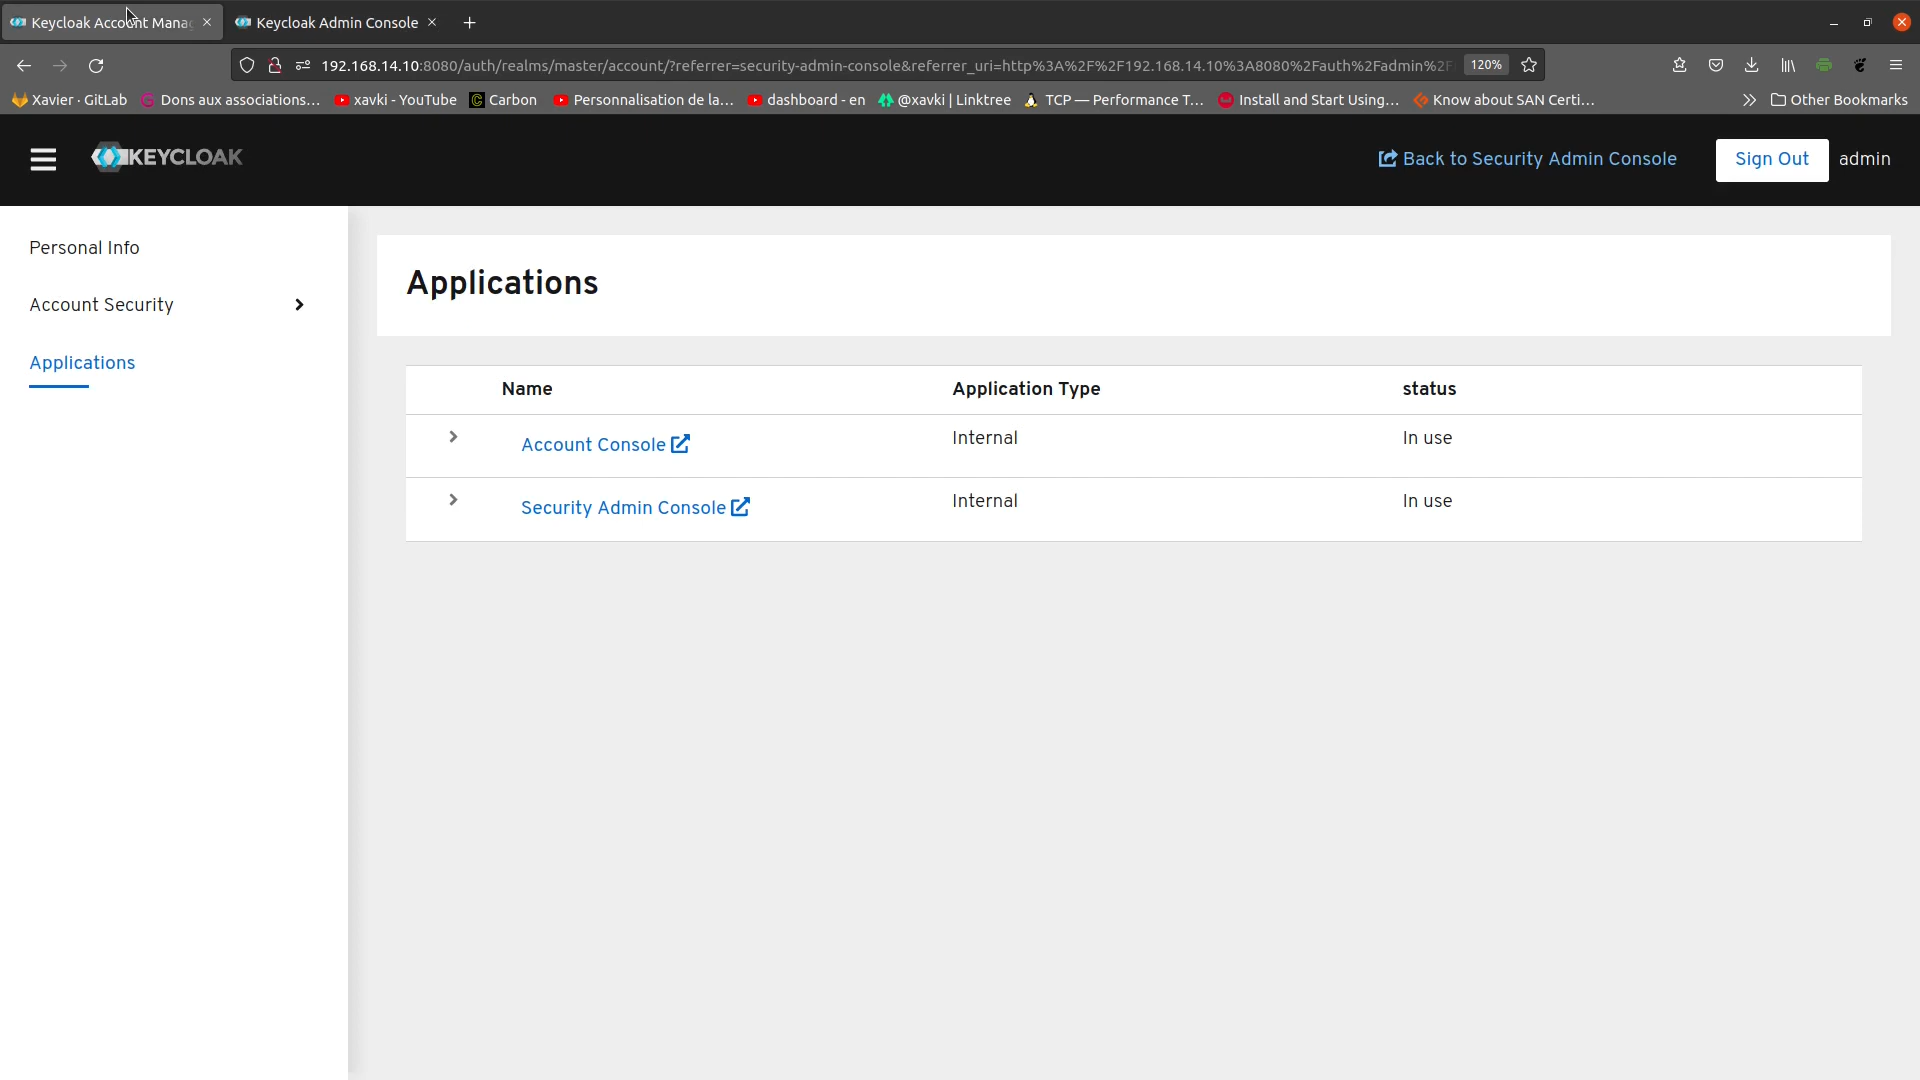 Keycloak Account Mana
Keycloak Admin Console
192.168.14.10:8080/auth/realms/master/account/?referrer=security-admin-console&referrer_uri=http%3A%2F%2F192.168.14.10%3A8080%2Fauth%2Fadmin%2F
120%
Xavier · GitLab
Dons aux associations…
xavki - YouTube
Carbon
Personnalisation de la…
dashboard - en
@xavki | Linktree
TCP — Performance T…
Install and Start Using…
Know about SAN Certi…
Other Bookmarks
KEYCLOAK
Back to Security Admin Console
Sign Out
admin
Personal Info
Account Security
Applications
Applications
Name Application Type status
Account Console Internal In use
Security Admin Console Internal In use